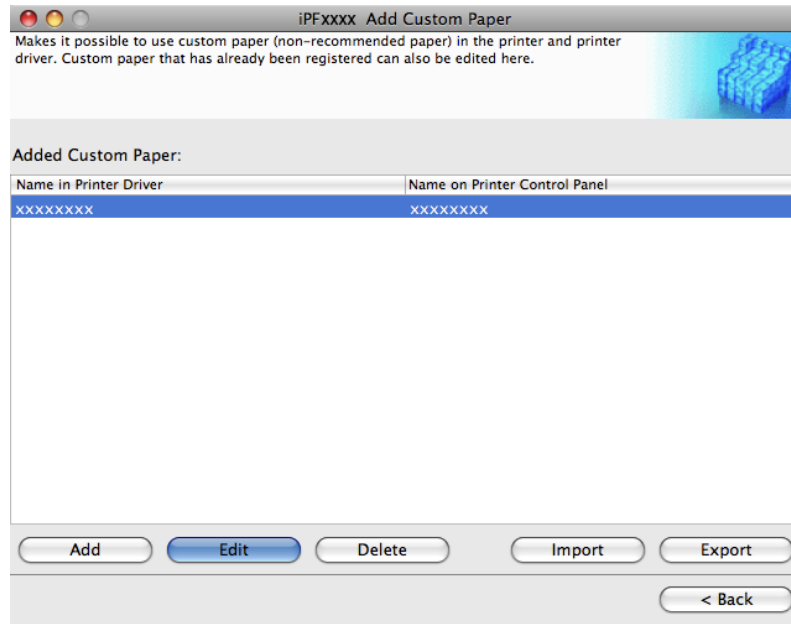 iPFxxxx Add Custom Paper
Makes it possible to use custom paper (non-recommended paper) in the printer and printer
driver. Custom paper that has already been registered can also be edited here.
Added Custom Paper:
Name in Printer Driver Name on Printer Control Panel
xxxxxxxx xxxxxxxx
Add Edit Delete Import Export
< Back